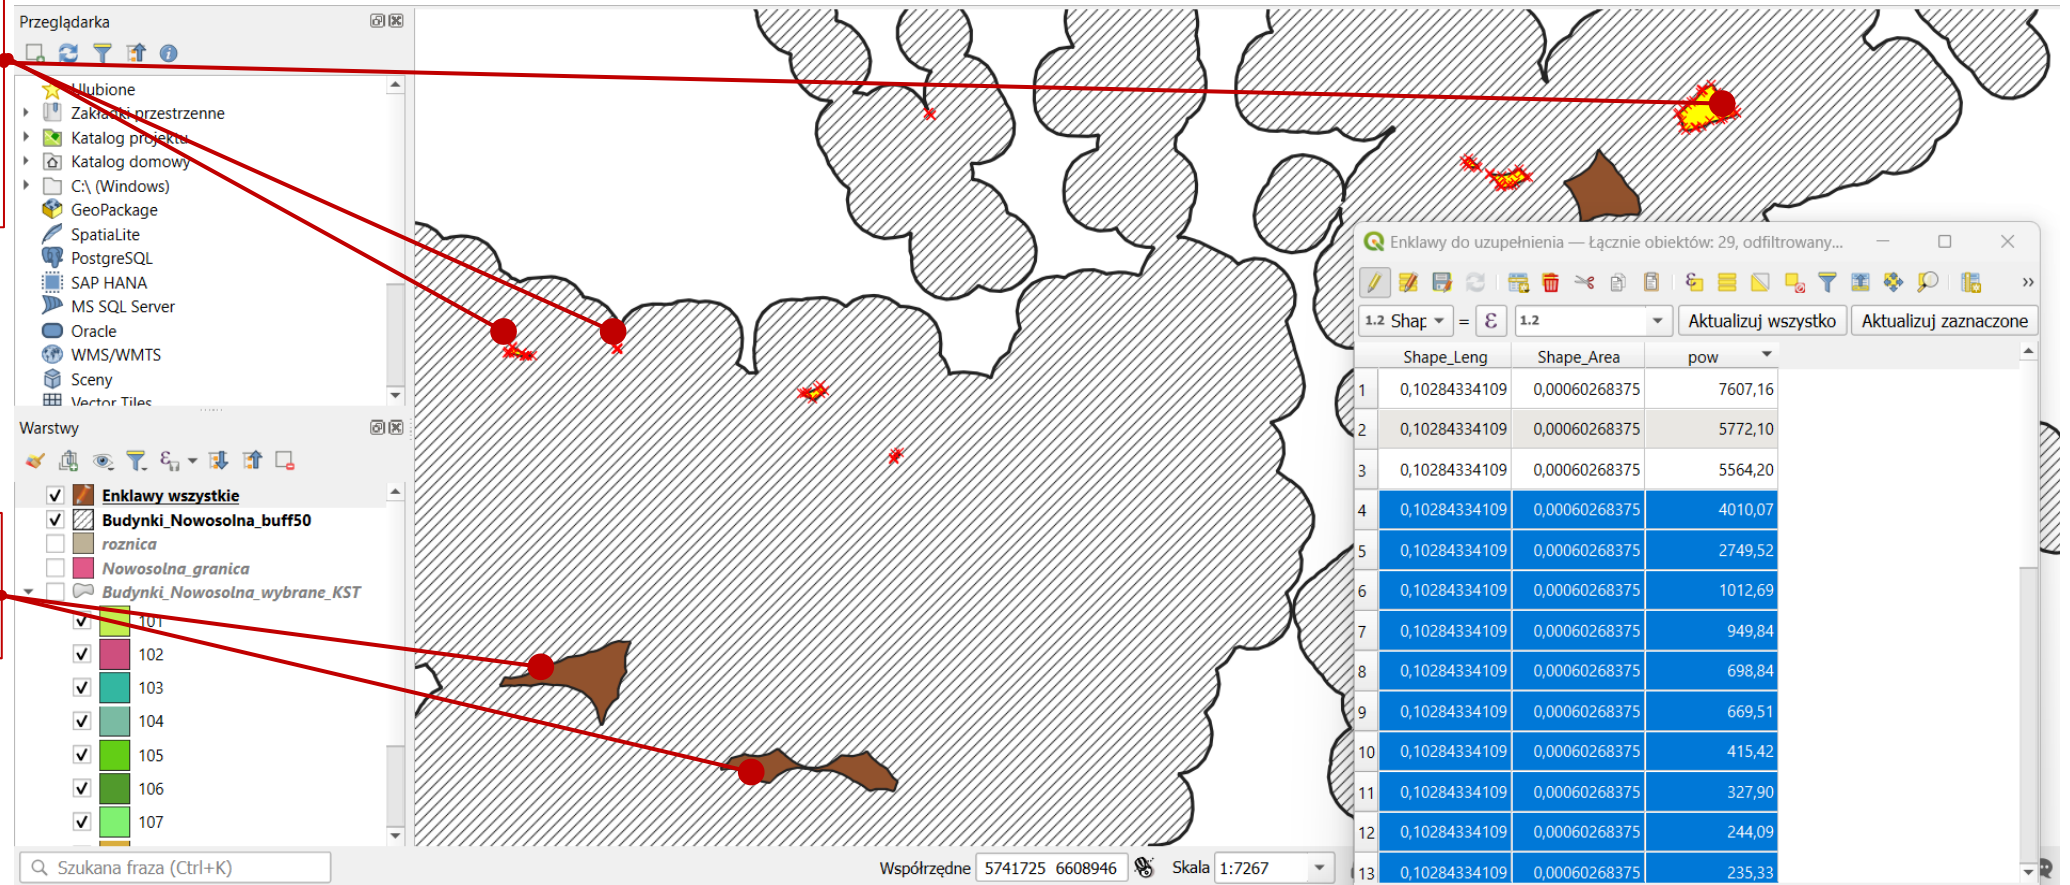 Przeglądarka
Ulubione
Zakładki przestrzenne
Katalog projektu
Katalog domowy
C:\ (Windows)
GeoPackage
SpatiaLite
PostgreSQL
SAP HANA
MS SQL Server
Oracle
WMS/WMTS
Sceny
Vector Tiles
Warstwy
Enklawy wszystkie
Budynki_Nowosolna_buff50
roznica
Nowosolna_granica
Budynki_Nowosolna_wybrane_KST
101
102
103
104
105
106
107
Szukana fraza (Ctrl+K)
Współrzędne 5741725 6608946 Skala 1:7267
Enklawy do uzupełnienia — Łącznie obiektów: 29, odfiltrowany...
1.2 Shap = ε 1.2 Aktualizuj wszystko Aktualizuj zaznaczone
Shape_Leng Shape_Area pow
1 0,10284334109 0,00060268375 7607,16
2 0,10284334109 0,00060268375 5772,10
3 0,10284334109 0,00060268375 5564,20
4 0,10284334109 0,00060268375 4010,07
5 0,10284334109 0,00060268375 2749,52
6 0,10284334109 0,00060268375 1012,69
7 0,10284334109 0,00060268375 949,84
8 0,10284334109 0,00060268375 698,84
9 0,10284334109 0,00060268375 669,51
10 0,10284334109 0,00060268375 415,42
11 0,10284334109 0,00060268375 327,90
12 0,10284334109 0,00060268375 244,09
13 0,10284334109 0,00060268375 235,33